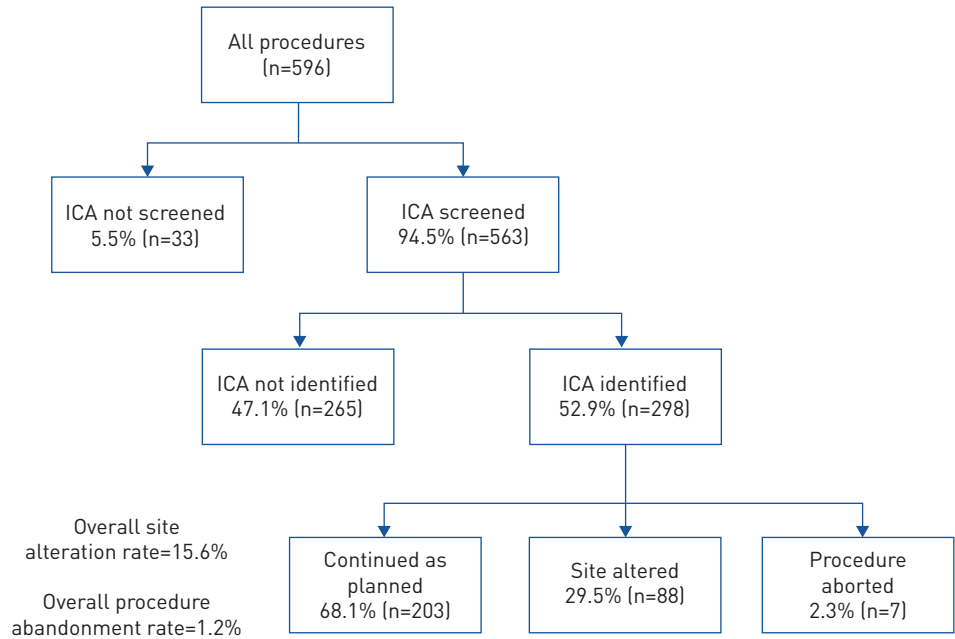 All procedures
(n=596)
ICA not screened
5.5% (n=33)
ICA screened
94.5% (n=563)
ICA not identified
47.1% (n=265)
ICA identified
52.9% (n=298)
Overall site
alteration rate=15.6%
Overall procedure
abandonment rate=1.2%
Continued as
planned
68.1% (n=203)
Site altered
29.5% (n=88)
Procedure
aborted
2.3% (n=7)